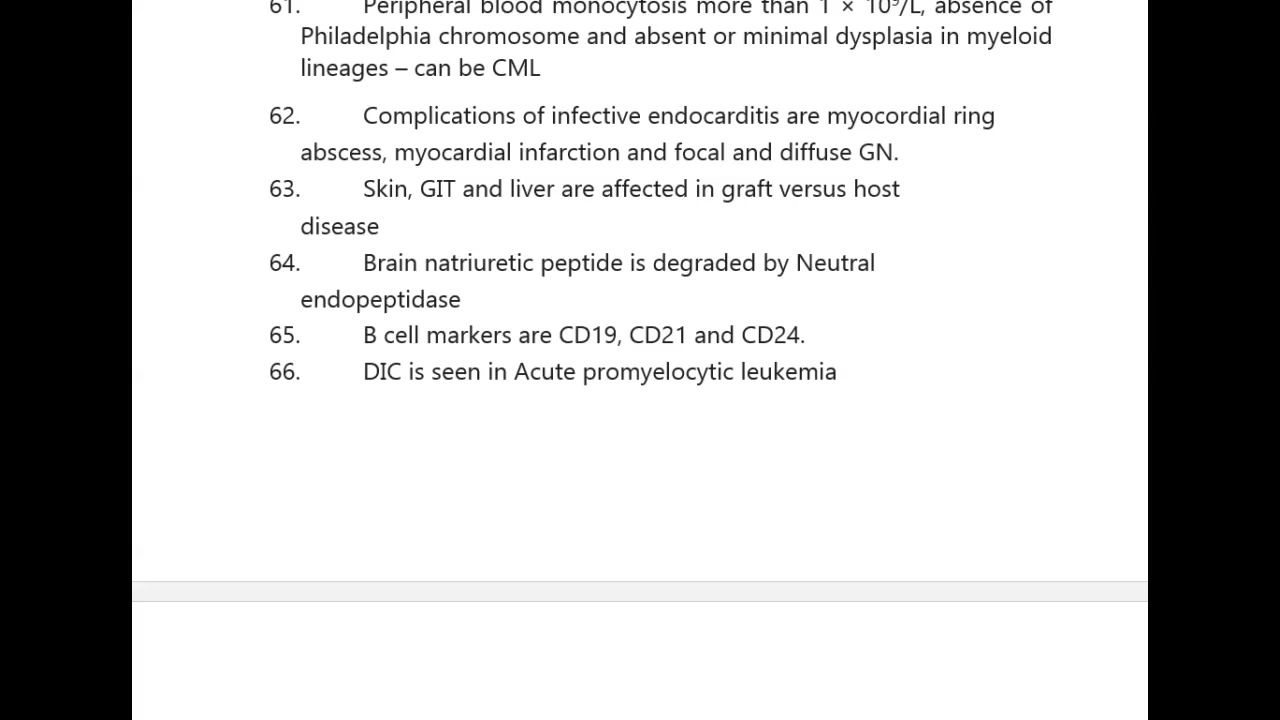 61. Peripheral blood monocytosis more than 1 × 10⁹/L, absence of
Philadelphia chromosome and absent or minimal dysplasia in myeloid
lineages – can be CML
62. Complications of infective endocarditis are myocordial ring
abscess, myocardial infarction and focal and diffuse GN.
63. Skin, GIT and liver are affected in graft versus host
disease
64. Brain natriuretic peptide is degraded by Neutral
endopeptidase
65. B cell markers are CD19, CD21 and CD24.
66. DIC is seen in Acute promyelocytic leukemia